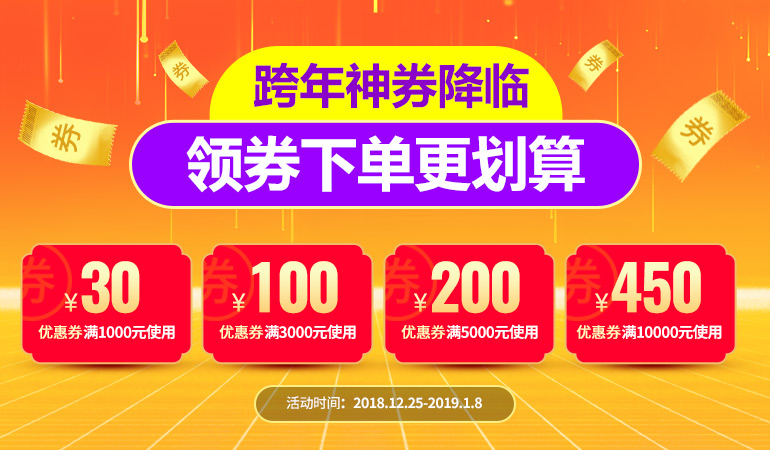 跨年神券降临
券
券
券
券
领券下单更划算
券
¥30
优惠券 满1000元使用
券
¥100
优惠券 满3000元使用
券
¥200
优惠券 满5000元使用
券
¥450
优惠券 满10000元使用
活动时间：2018.12.25-2019.1.8